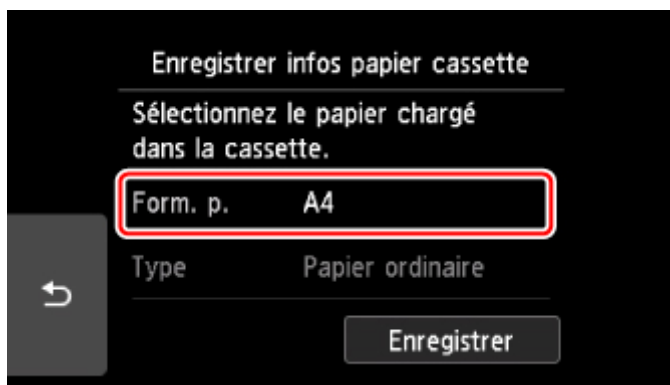 Enregistrer infos papier cassette
Sélectionnez le papier chargé
dans la cassette.
Form. p. A4
Type Papier ordinaire
Enregistrer